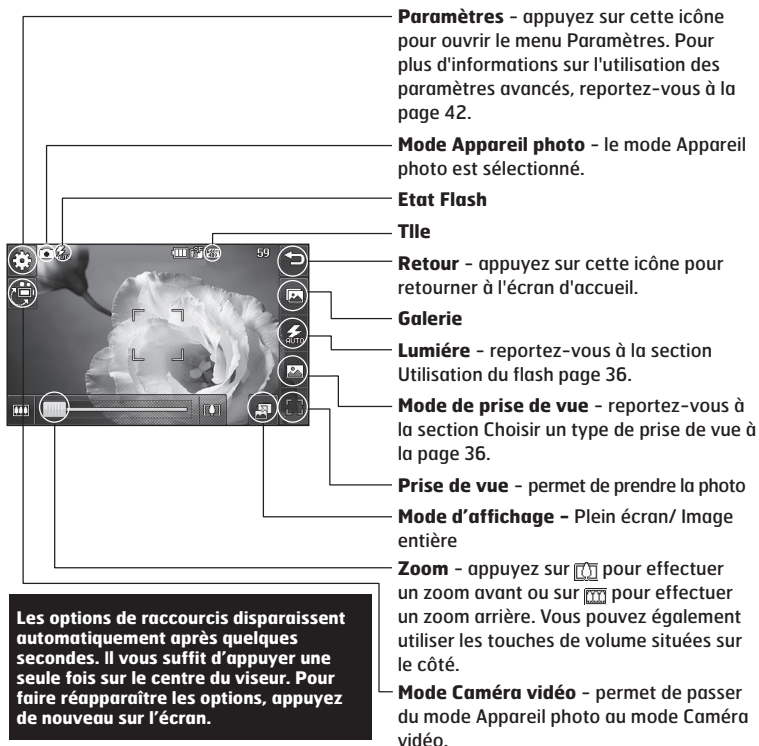 Paramètres - appuyez sur cette icône
pour ouvrir le menu Paramètres. Pour
plus d'informations sur l'utilisation des
paramètres avancés, reportez-vous à la
page 42.
Mode Appareil photo - le mode Appareil
photo est sélectionné.
Etat Flash
Tlle
Retour - appuyez sur cette icône pour
retourner à l'écran d'accueil.
Galerie
Lumiére - reportez-vous à la section
Utilisation du flash page 36.
Mode de prise de vue - reportez-vous à
la section Choisir un type de prise de vue à
la page 36.
Prise de vue - permet de prendre la photo
Mode d'affichage - Plein écran/ Image
entière
Zoom - appuyez sur pour effectuer
un zoom avant ou sur pour effectuer
un zoom arrière. Vous pouvez également
utiliser les touches de volume situées sur
le côté.
Mode Caméra vidéo - permet de passer
du mode Appareil photo au mode Caméra
vidéo.
59
AUTO
Les options de raccourcis disparaissent
automatiquement après quelques
secondes. Il vous suffit d'appuyer une
seule fois sur le centre du viseur. Pour
faire réapparaître les options, appuyez
de nouveau sur l'écran.